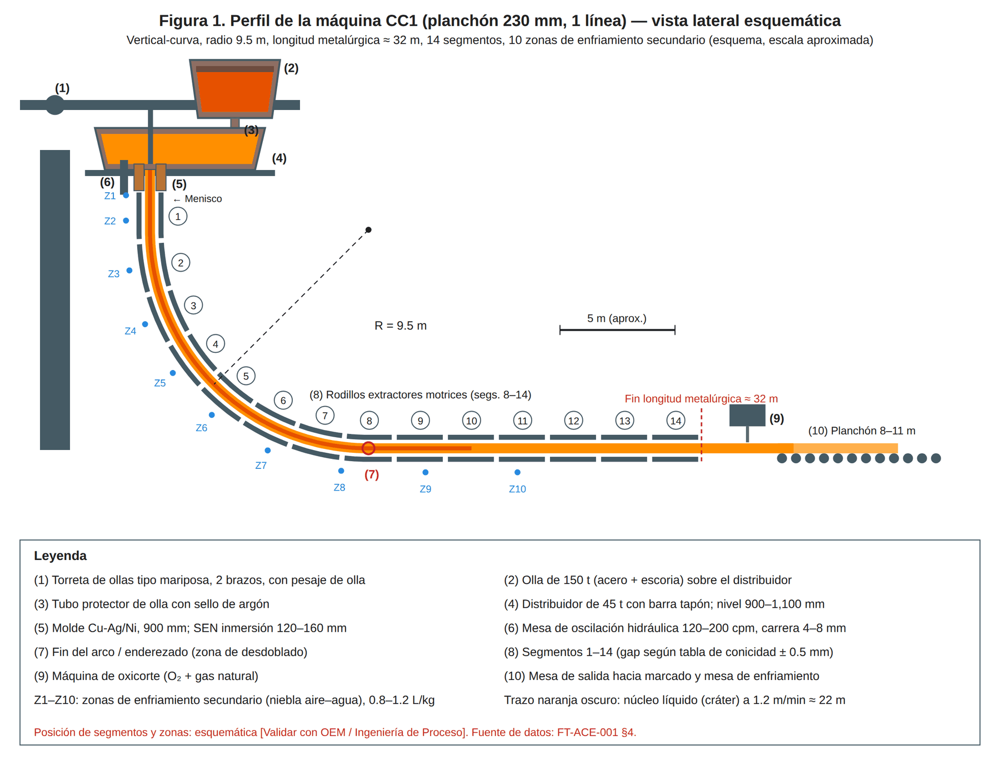 Figura 1. Perfil de la máquina CC1 (planchón 230 mm, 1 línea) — vista lateral esquemática
Vertical-curva, radio 9.5 m, longitud metalúrgica ≈ 32 m, 14 segmentos, 10 zonas de enfriamiento secundario (esquema, escala aproximada)
(2)
(1)
(3)
(4)
(6)
(5)
Z1
← Menisco
1
Z2
2
Z3
3
5 m (aprox.)
R = 9.5 m
Z4
4
5
Z5
6
(8) Rodillos extractores motrices (segs. 8–14)
Fin longitud metalúrgica ≈ 32 m
7
8
9
10
11
12
13
14
(9)
Z6
(10) Planchón 8–11 m
Z7
(7)
Z8
Z9
Z10
Leyenda
(1) Torreta de ollas tipo mariposa, 2 brazos, con pesaje de olla
(2) Olla de 150 t (acero + escoria) sobre el distribuidor
(3) Tubo protector de olla con sello de argón
(4) Distribuidor de 45 t con barra tapón; nivel 900–1,100 mm
(5) Molde Cu-Ag/Ni, 900 mm; SEN inmersión 120–160 mm
(6) Mesa de oscilación hidráulica 120–200 cpm, carrera 4–8 mm
(7) Fin del arco / enderezado (zona de desdoblado)
(8) Segmentos 1–14 (gap según tabla de conicidad ± 0.5 mm)
(9) Máquina de oxicorte (O₂ + gas natural)
(10) Mesa de salida hacia marcado y mesa de enfriamiento
Z1–Z10: zonas de enfriamiento secundario (niebla aire–agua), 0.8–1.2 L/kg
Trazo naranja oscuro: núcleo líquido (cráter) a 1.2 m/min ≈ 22 m
Posición de segmentos y zonas: esquemática [Validar con OEM / Ingeniería de Proceso]. Fuente de datos: FT-ACE-001 §4.